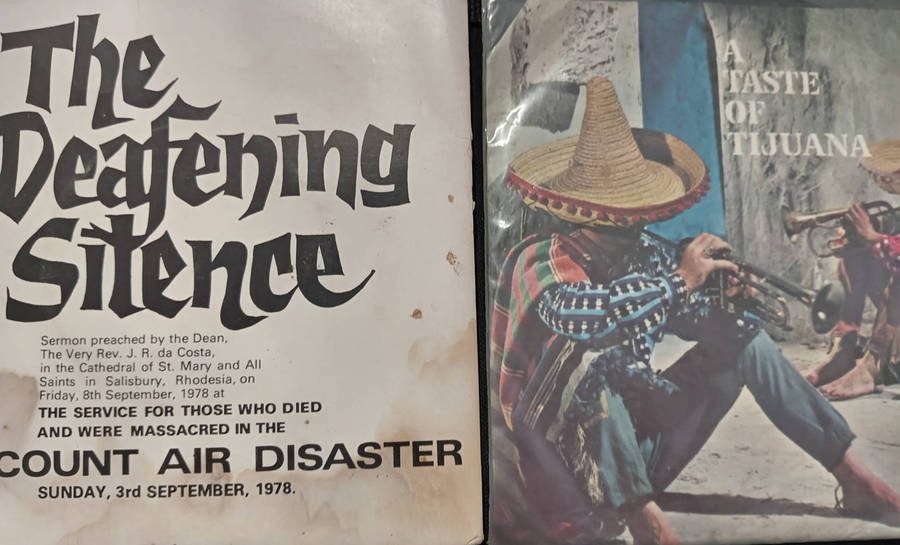 The
Deafening
Silence
Sermon preached by the Dean,
The Very Rev. J. R. da Costa,
in the Cathedral of St. Mary and All
Saints in Salisbury, Rhodesia, on
Friday, 8th September, 1978 at
THE SERVICE FOR THOSE WHO DIED
AND WERE MASSACRED IN THE
COUNT AIR DISASTER
SUNDAY, 3rd SEPTEMBER, 1978.
A
TASTE
OF
TIJUANA